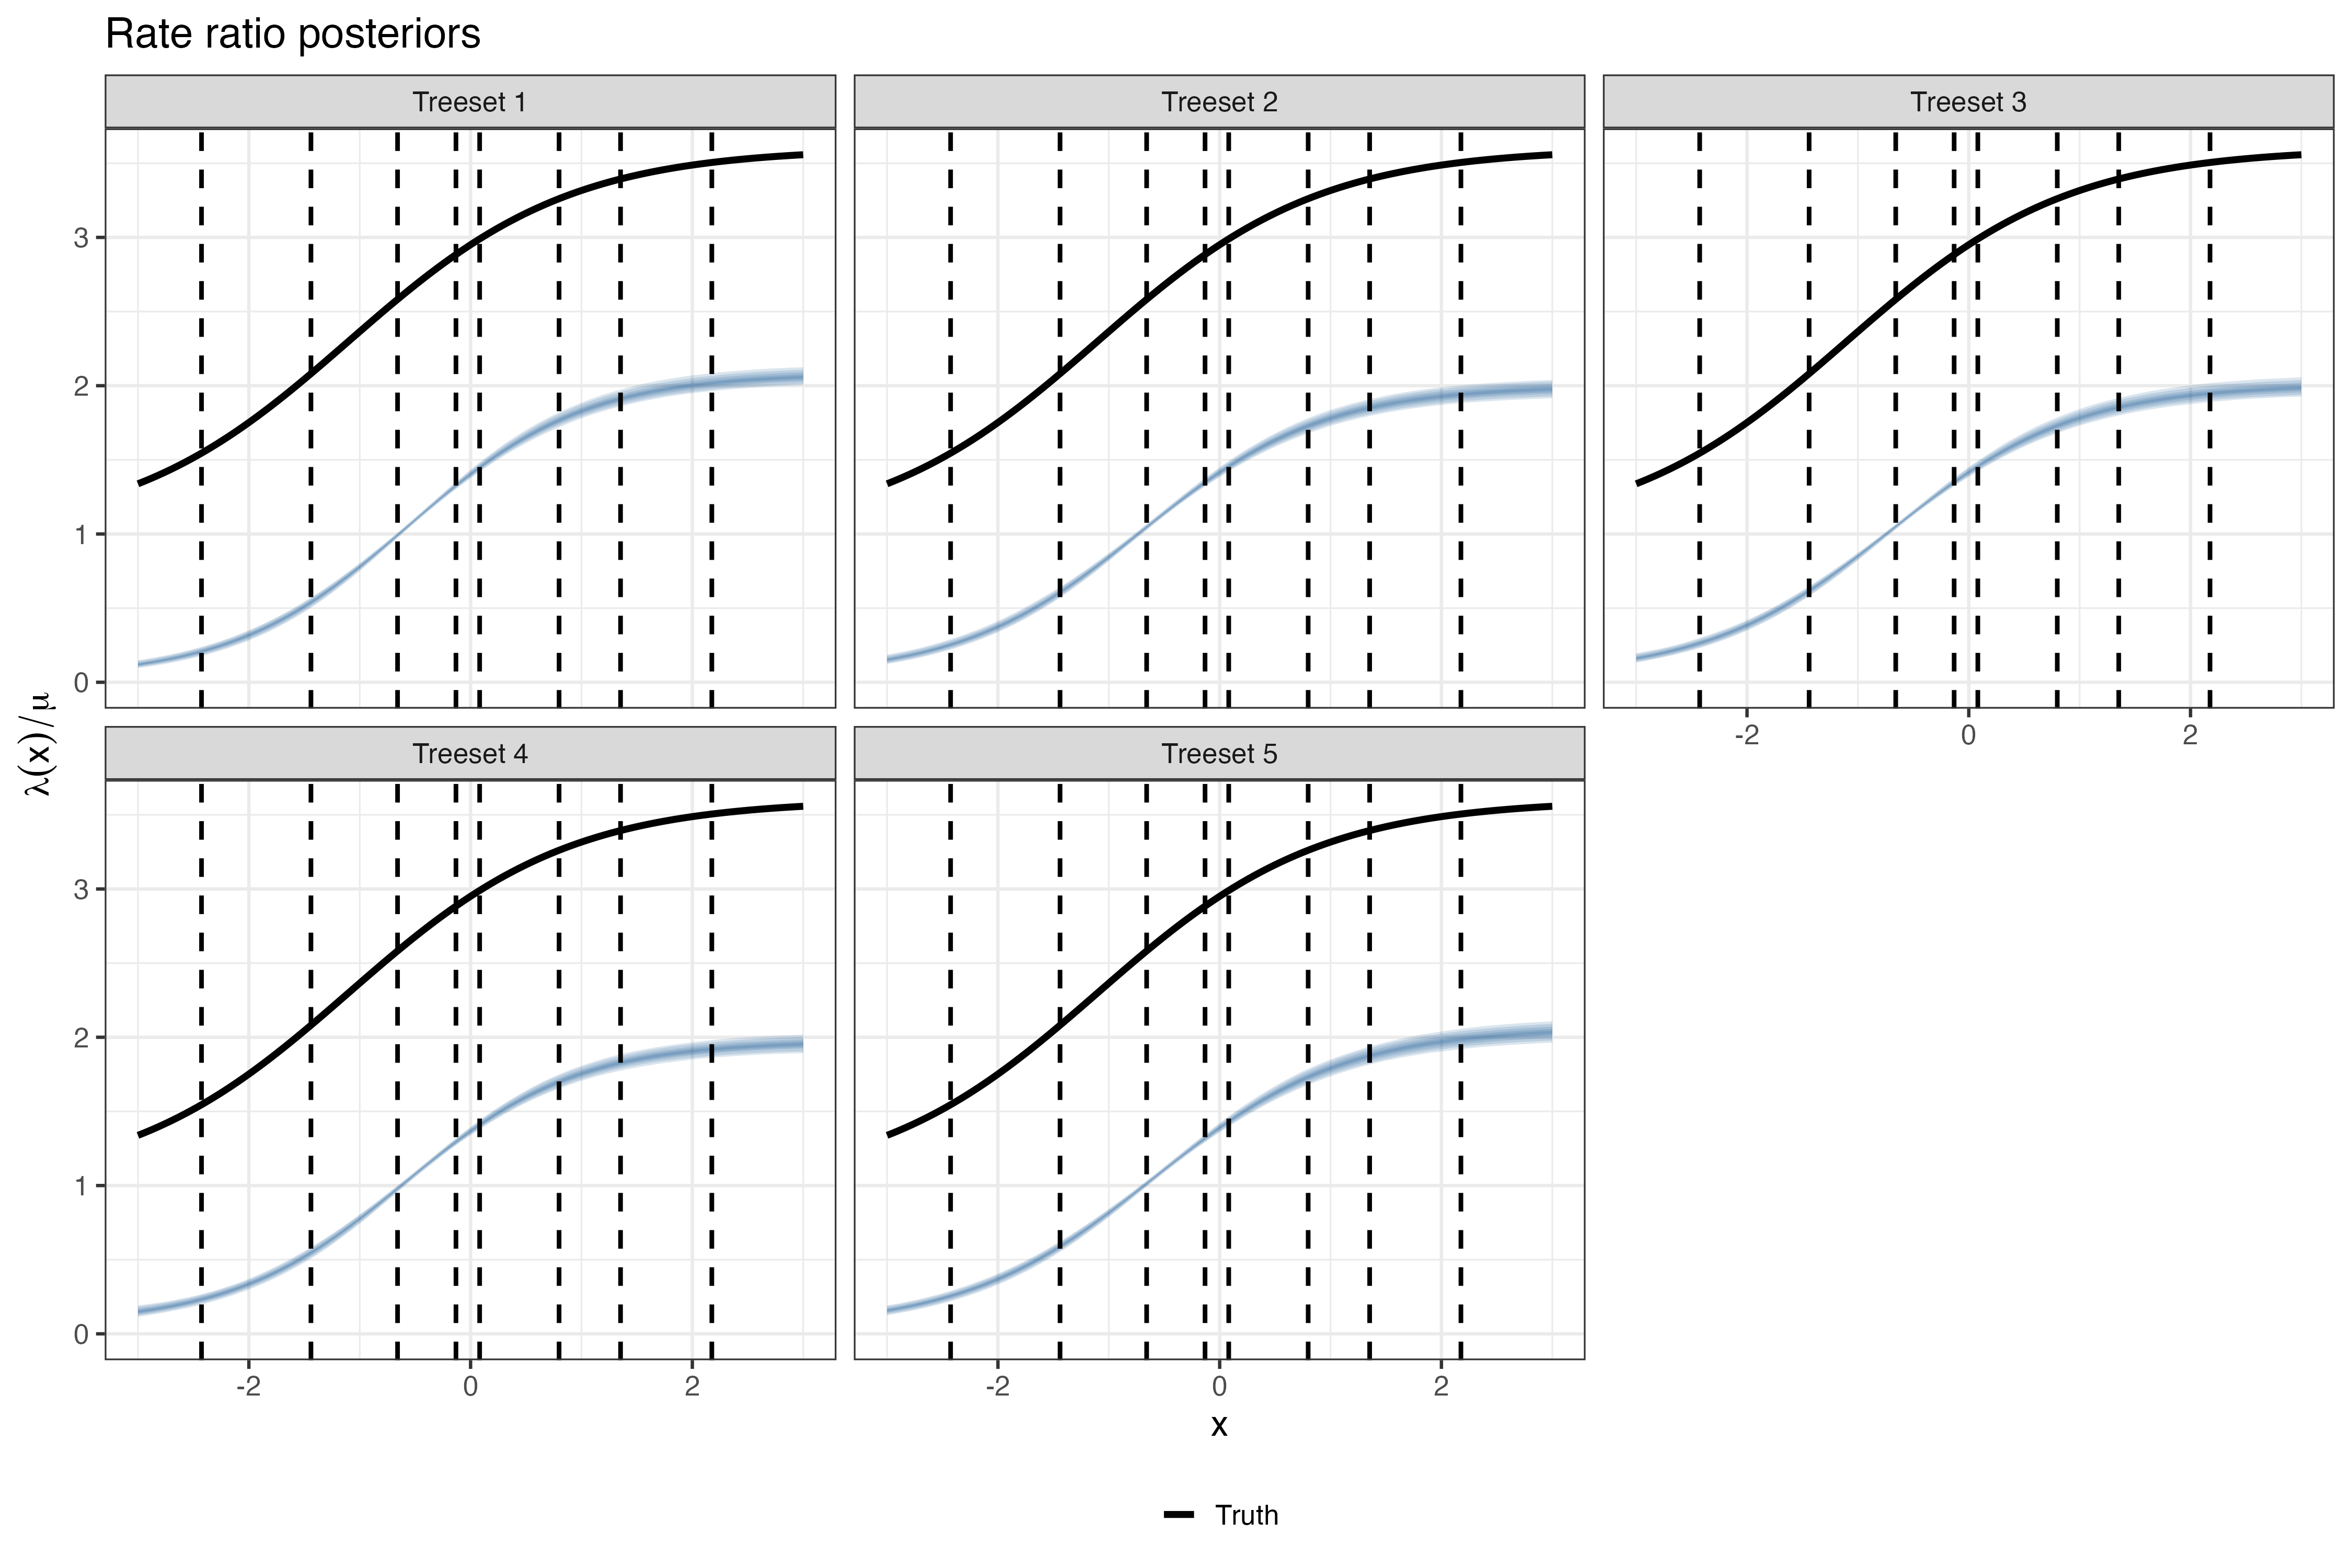 Rate ratio posteriors
Treeset 1
Treeset 2
Treeset 3
3
2
1
0
-2
0
2
λ(x) / μ
Treeset 4
Treeset 5
3
2
1
0
-2
0
2
-2
0
2
x
Truth